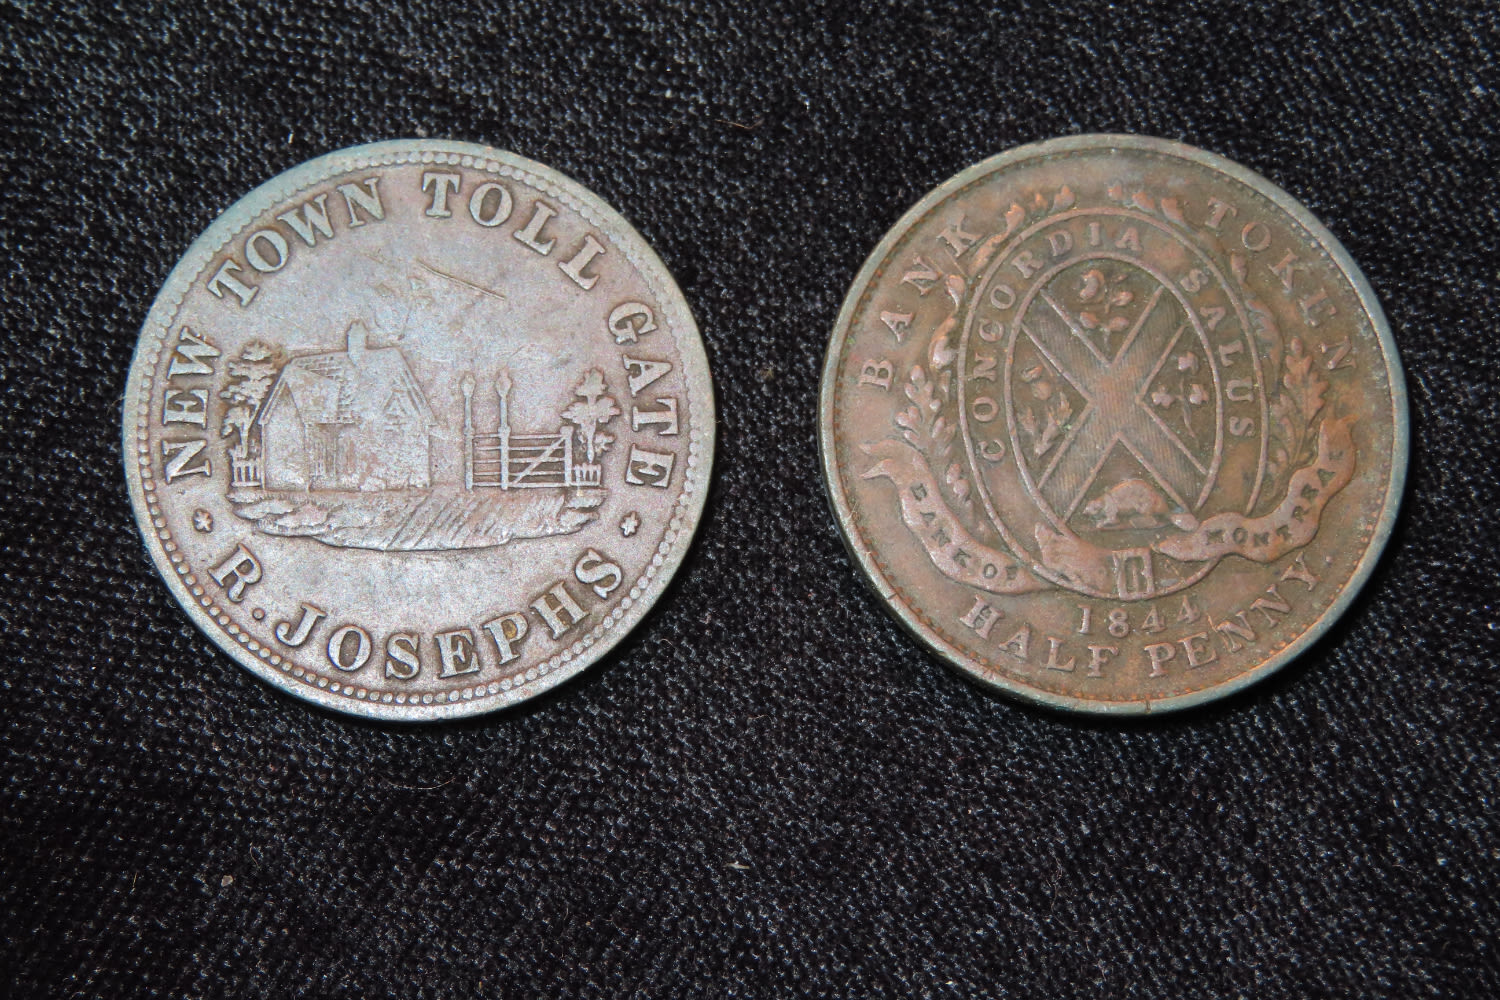 NEW TOWN TOLL GATE
R. JOSEPHS
BANK TOKEN
CONCORDIA SALUS
BANK OF MONTREAL
1844
HALF PENNY